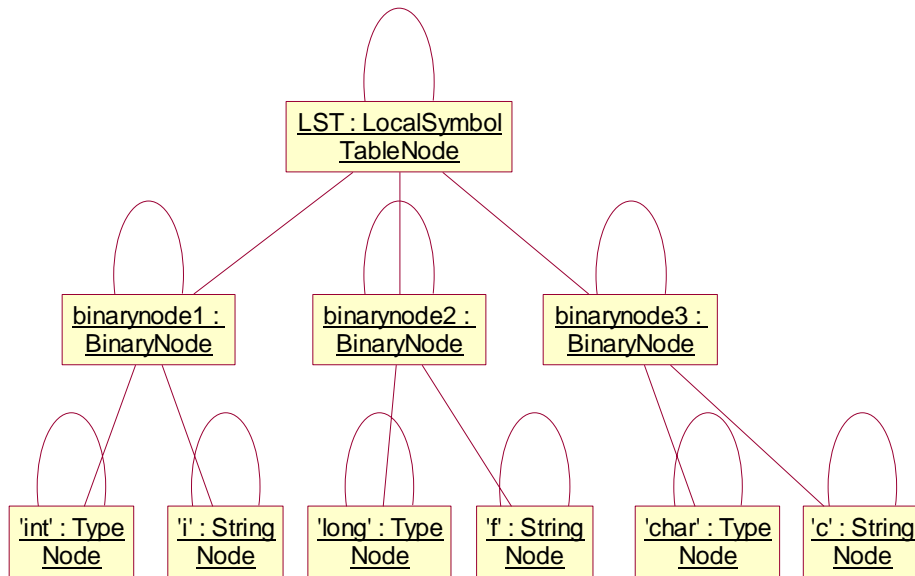 LST : LocalSymbol
TableNode
binarynode1 :
BinaryNode
binarynode2 :
BinaryNode
binarynode3 :
BinaryNode
'int' : Type
Node
'i' : String
Node
'long' : Type
Node
'f' : String
Node
'char' : Type
Node
'c' : String
Node